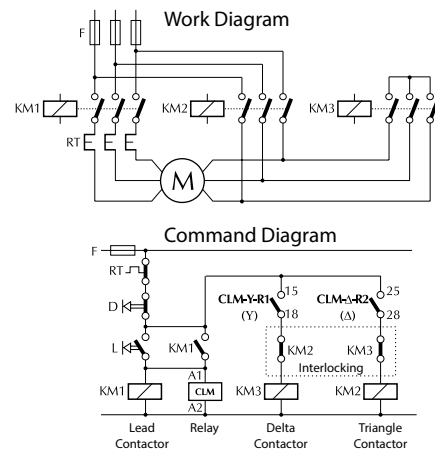 Work Diagram
F
KM1
KM2
KM3
RT
M
Command Diagram
F
RT
D
CLM-Y-R1
(Y)
15
18
CLM-Δ-R2
(Δ)
25
28
L
KM1
KM2
KM3
Interlocking
A1
KM1
CLM
KM3
KM2
A2
Lead
Contactor
Relay
Delta
Contactor
Triangle
Contactor